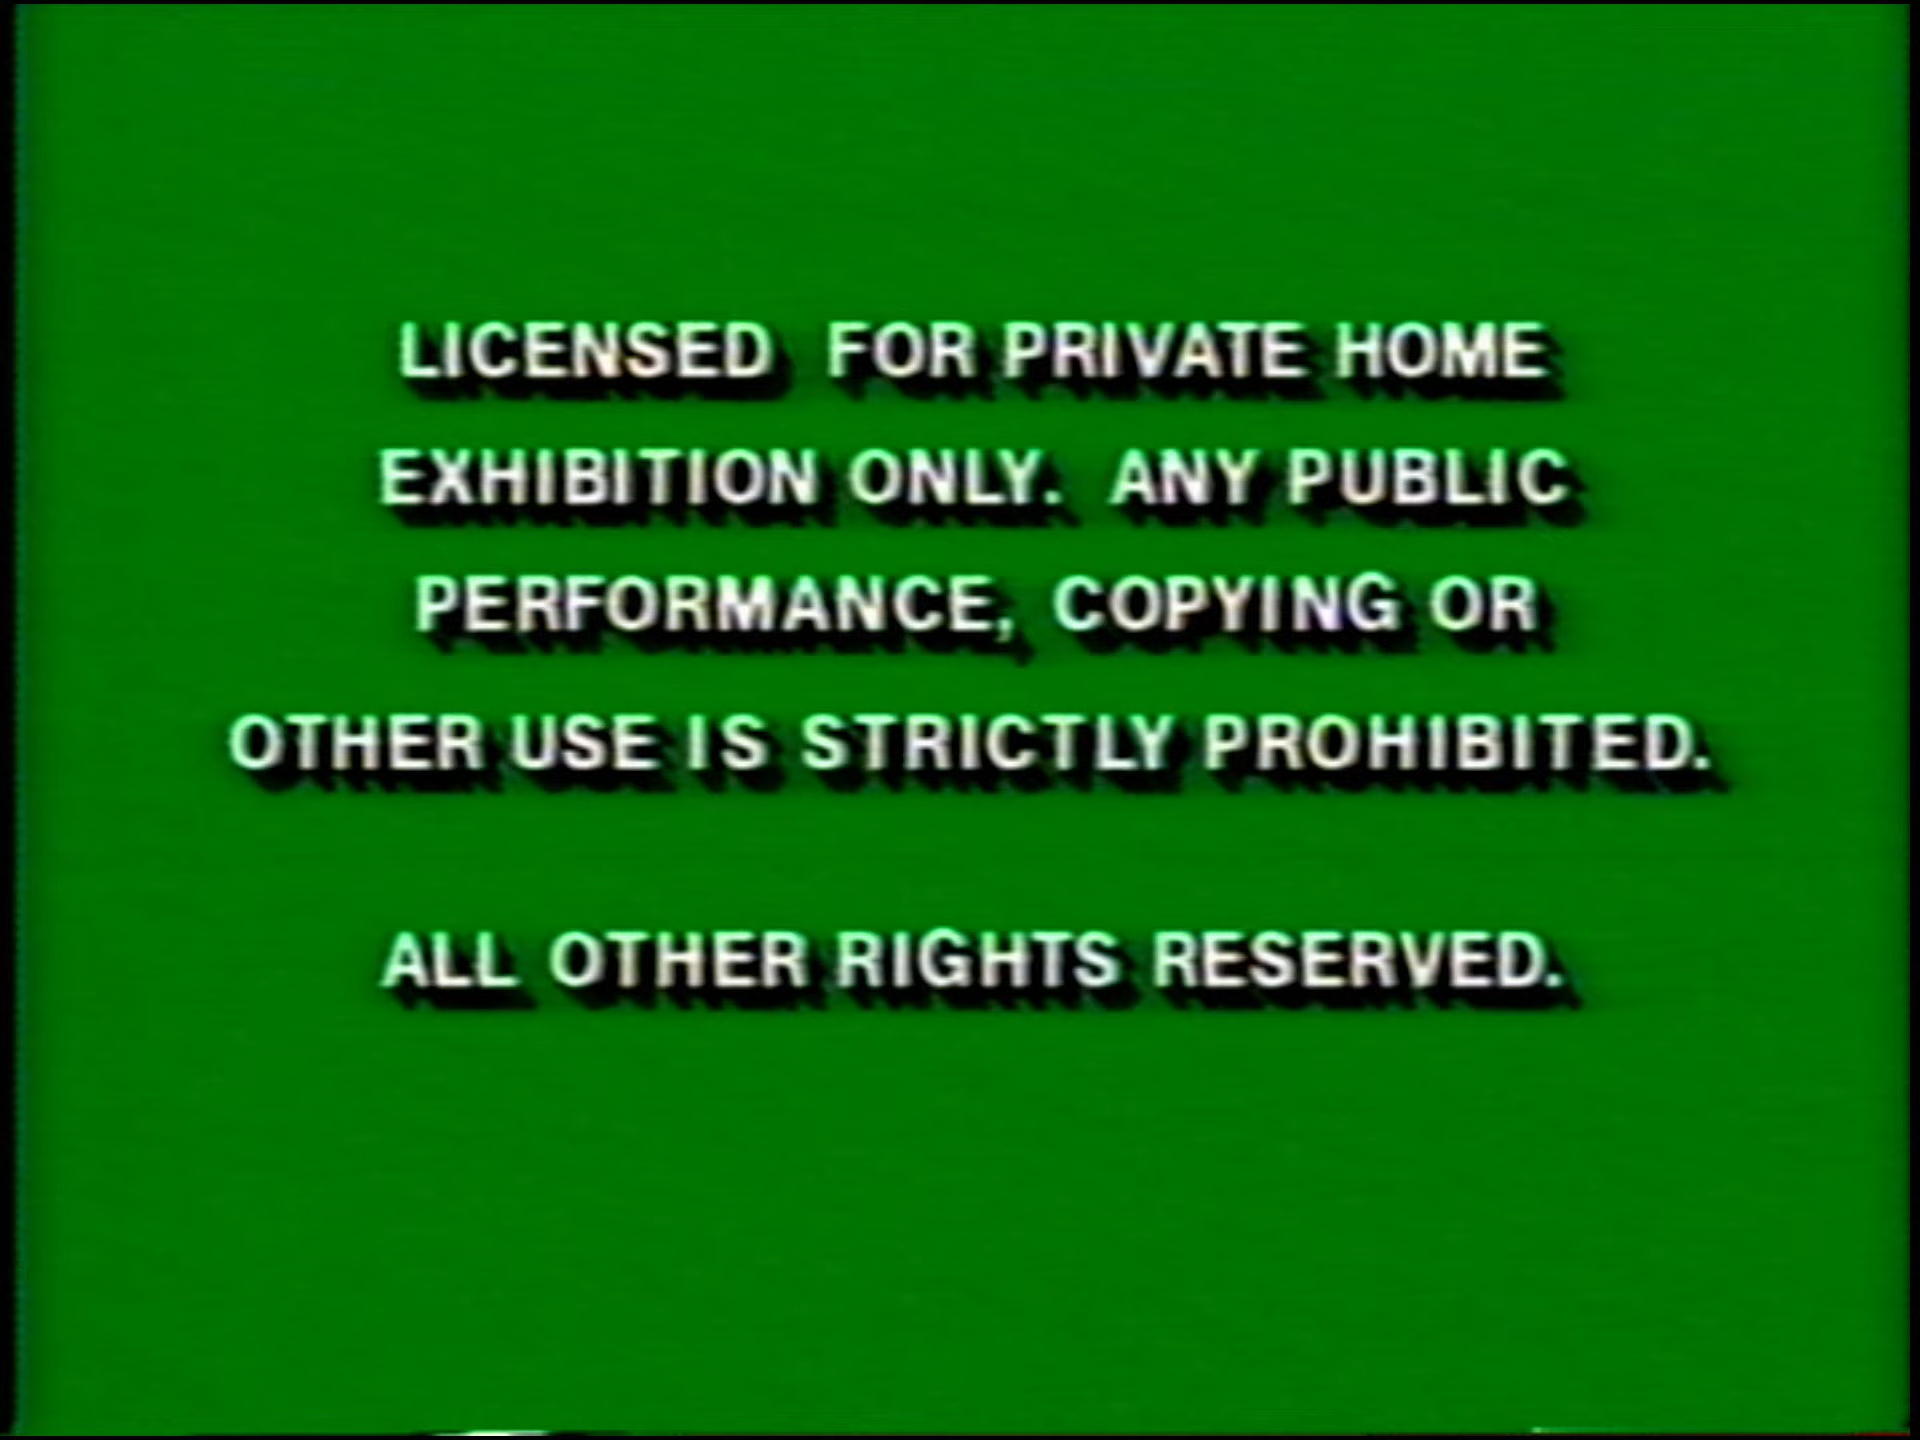 LICENSED FOR PRIVATE HOME
EXHIBITION ONLY. ANY PUBLIC
PERFORMANCE, COPYING OR
OTHER USE IS STRICTLY PROHIBITED.
ALL OTHER RIGHTS RESERVED.